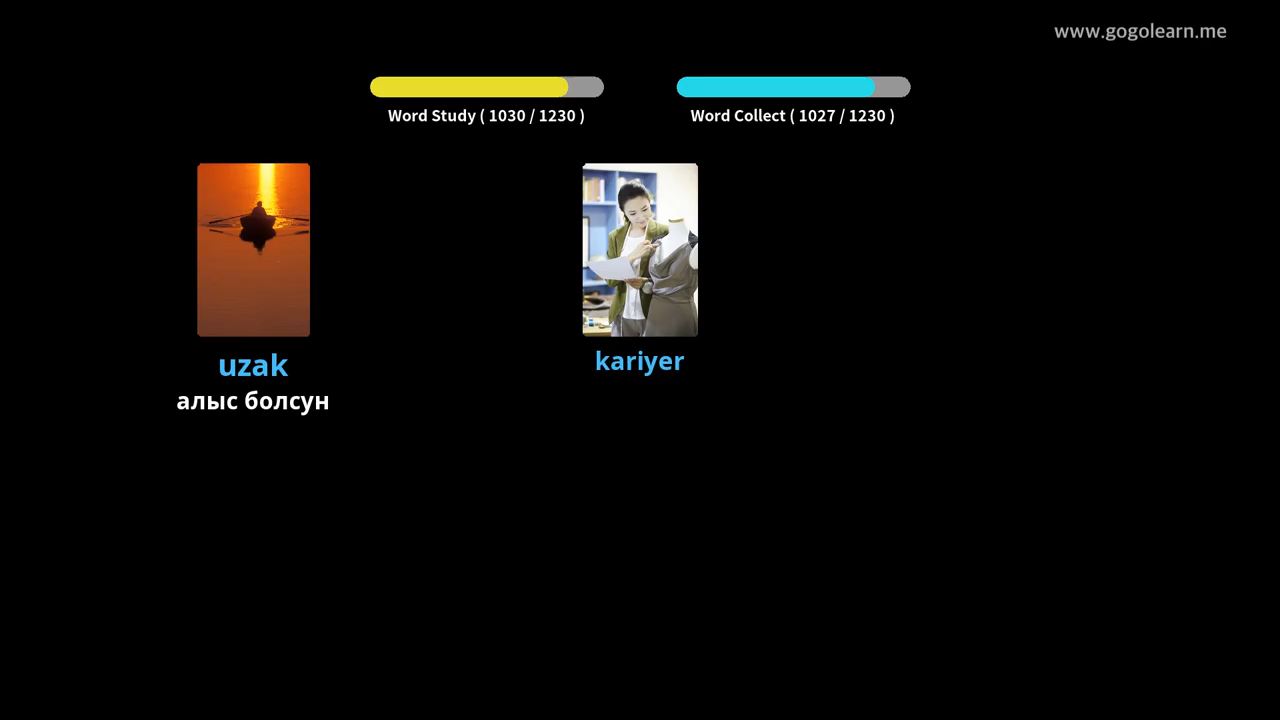 www.gogolearn.me
Word Study ( 1030 / 1230 )
Word Collect ( 1027 / 1230 )
uzak
алыс болсун
kariyer